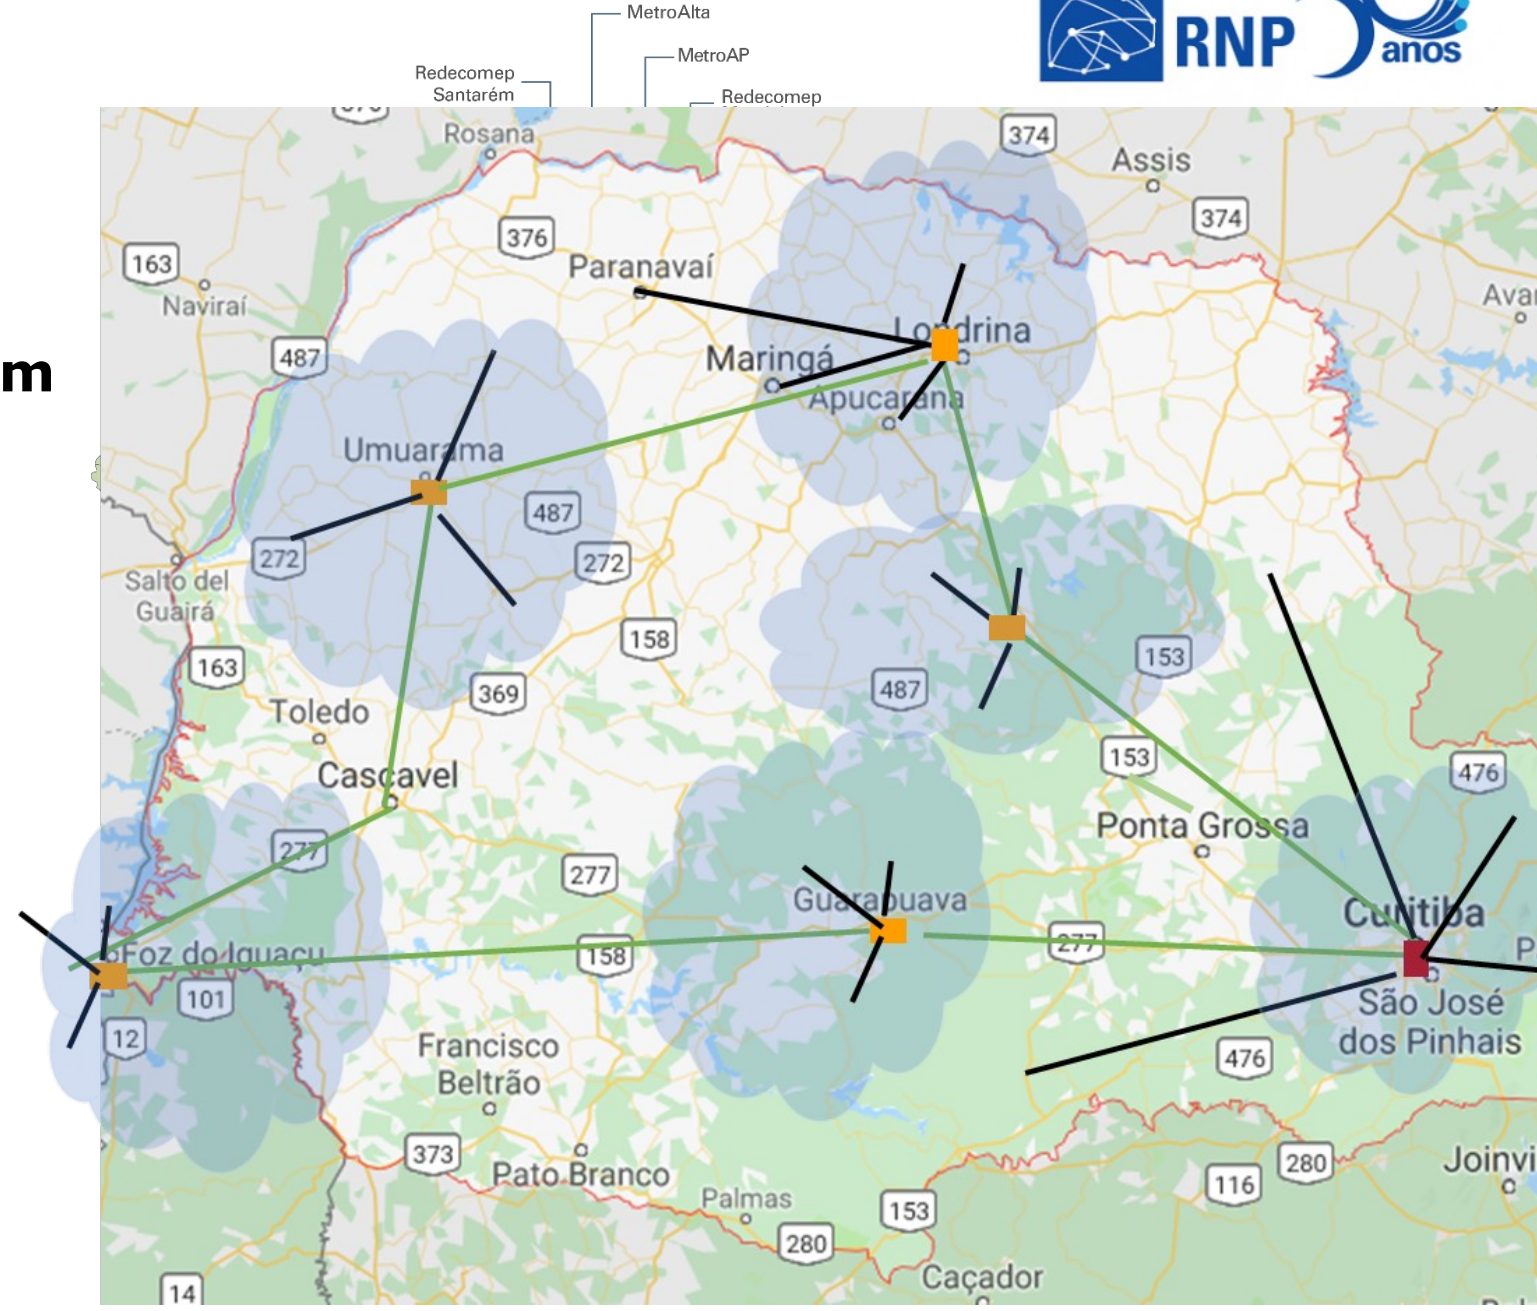 MetroAlta
MetroAP
Redecomep
Santarém
Redecomep
RNP
anos
Rosana
374
Assis
376
374
163
Naviraí
Paranavaí
Londrina
487
Maringá
Apucarana
m
Umuarama
487
272
272
Salto del
Guairá
158
163
153
369
487
Toledo
153
476
Cascavel
Ponta Grossa
277
277
Guarapuava
Curitiba
277
Foz do Iguaçu
158
101
São José
dos Pinhais
12
Francisco
Beltrão
476
373
Pato Branco
Palmas
153
280
116
280
Caçador
14